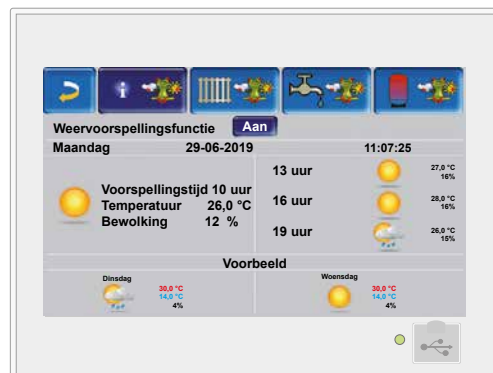 Weervoorspellingsfunctie Aan
Maandag 29-06-2019 11:07:25
Voorspellingstijd 10 uur
Temperatuur 26,0 °C
Bewolking 12 %
13 uur 27,0 °C 16%
16 uur 28,0 °C 16%
19 uur 26,0 °C 15%
Voorbeeld
Dinsdag
30,0 °C
14,0 °C
4%
Woensdag
30,0 °C
14,0 °C
4%